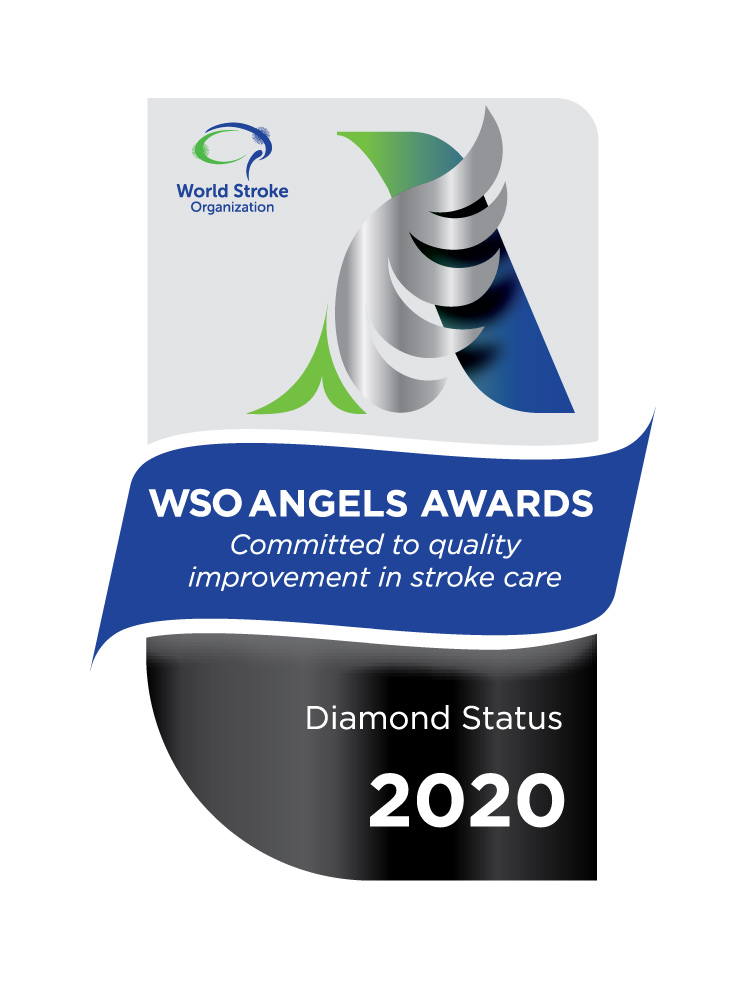 World Stroke
Organization
WSO ANGELS AWARDS
Committed to quality
improvement in stroke care
Diamond Status
2020